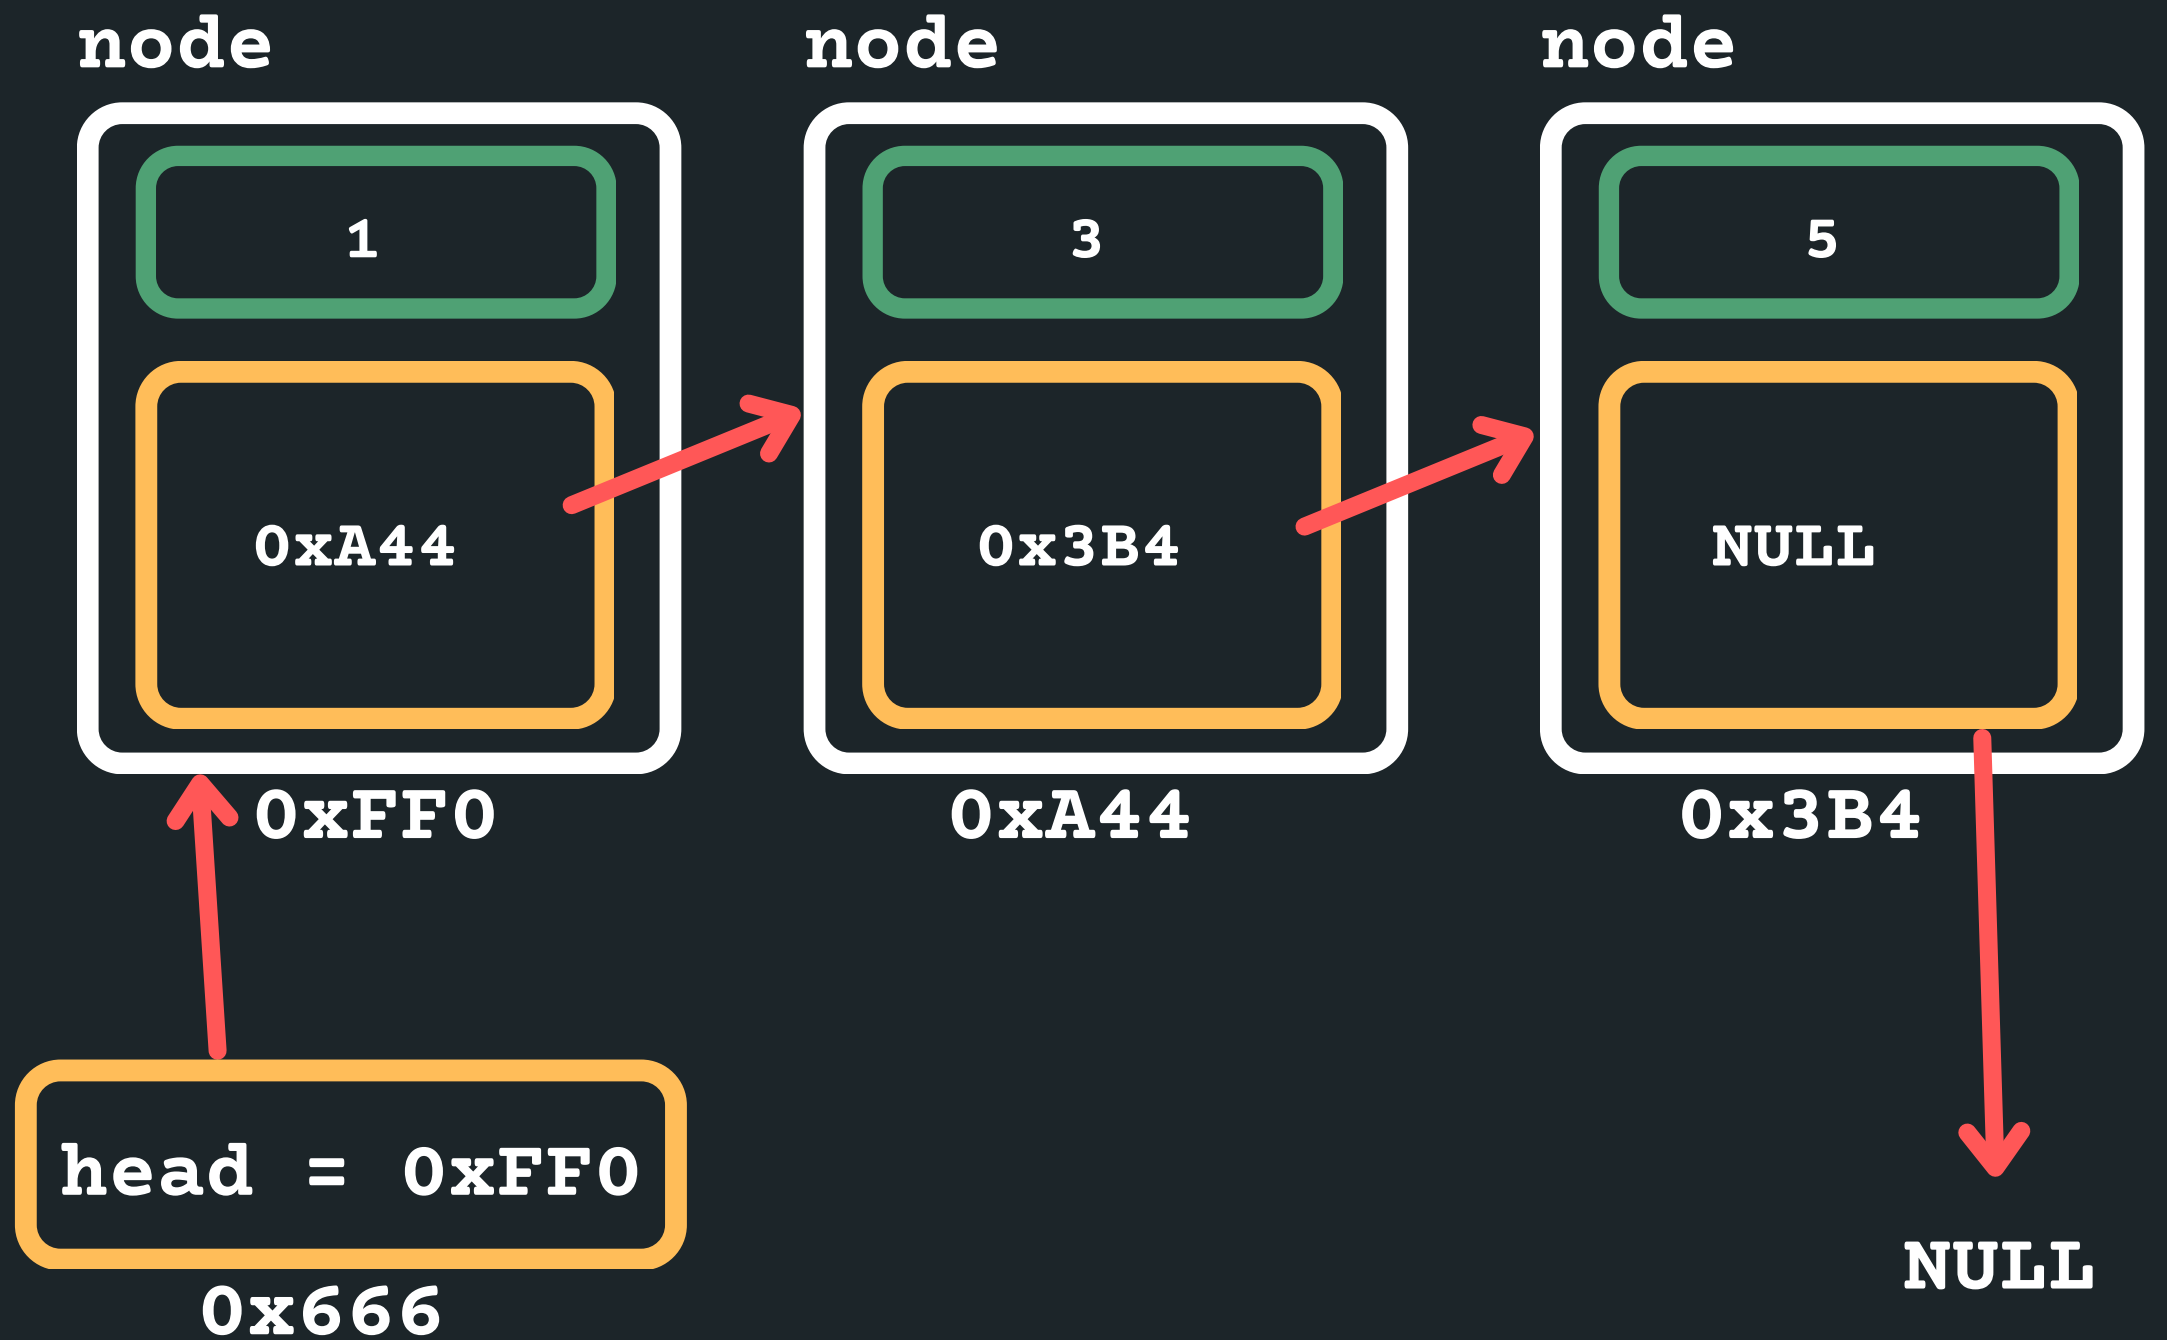 node node node
1 3 5
0xA44 0x3B4 NULL
0xFF0 0xA44 0x3B4
head = 0xFF0
NULL
0x666